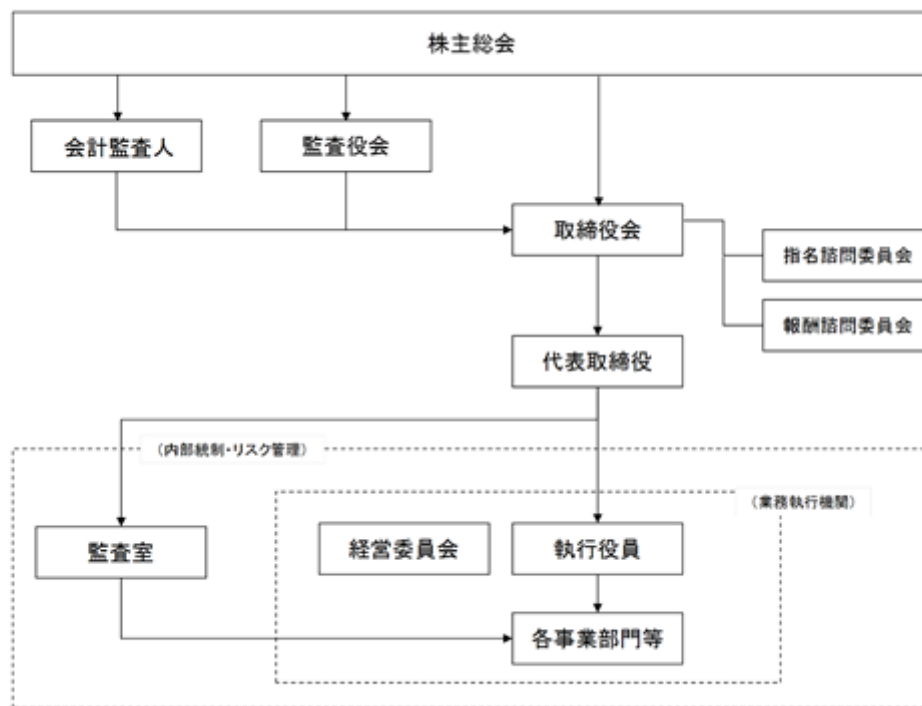 株主総会
会計監査人
監査役会
取締役会
指名諮問委員会
報酬諮問委員会
代表取締役
（内部統制・リスク管理）
（業務執行機関）
監査室
経営委員会
執行役員
各事業部門等